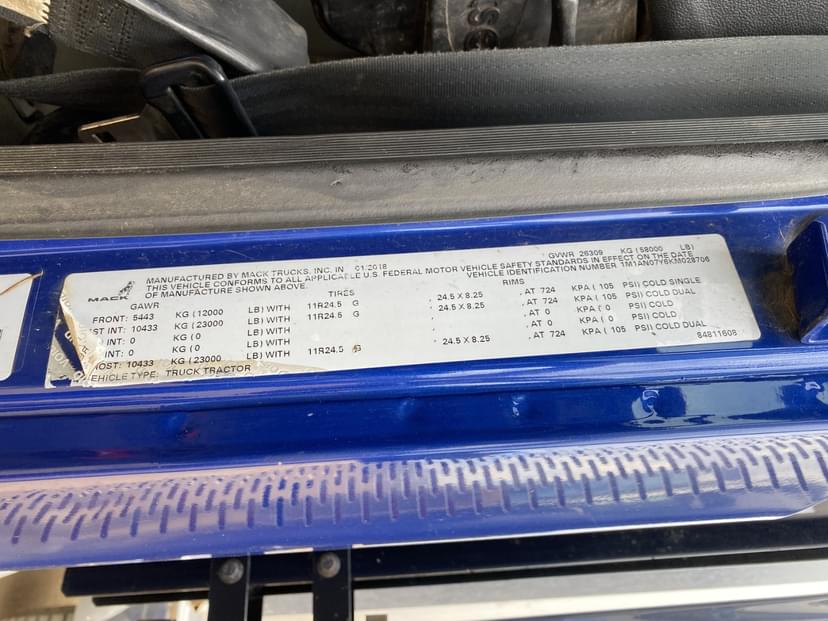 MANUFACTURED BY MACK TRUCKS, INC. IN 01/2018 GVWR 26309 KG (58000 LB)
THIS VEHICLE CONFORMS TO ALL APPLICABLE U.S. FEDERAL MOTOR VEHICLE SAFETY STANDARDS IN EFFECT ON THE DATE
OF MANUFACTURE SHOWN ABOVE. VEHICLE IDENTIFICATION NUMBER 1M1AN07Y6KM028706
MACK
GAWR TIRES RIMS
FRONT: 5443 KG (12000 LB) WITH 11R24.5 G , 24.5 X 8.25 , AT 724 KPA ( 105 PSI) COLD SINGLE
ST INT: 10433 KG (23000 LB) WITH 11R24.5 G , 24.5 X 8.25 , AT 724 KPA ( 105 PSI) COLD DUAL
INT: 0 KG (0 LB) WITH , AT 0 KPA ( 0 PSI) COLD
INT: 0 KG (0 LB) WITH , AT 0 KPA ( 0 PSI) COLD
MOST: 10433 KG (23000 LB) WITH 11R24.5 G , 24.5 X 8.25 , AT 724 KPA ( 105 PSI) COLD DUAL
VEHICLE TYPE: TRUCK TRACTOR 84811608